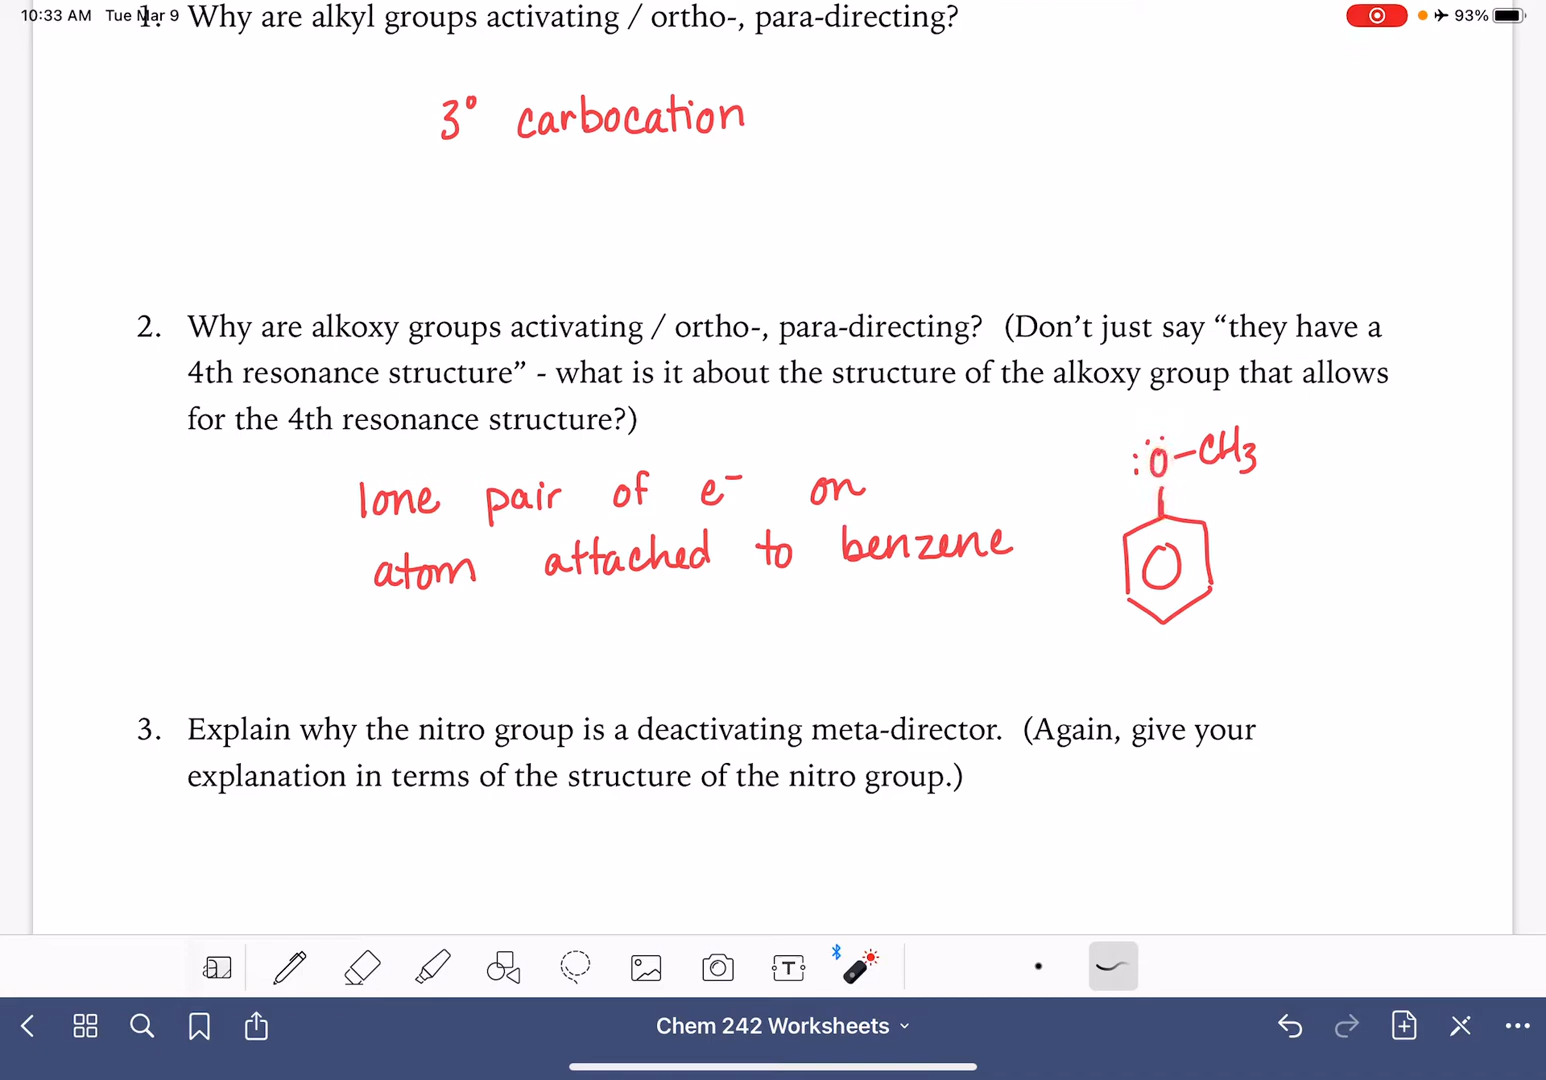 10:33 AM Tue Mar 9
93%
1. Why are alkyl groups activating / ortho-, para-directing?
3° carbocation
2. Why are alkoxy groups activating / ortho-, para-directing? (Don’t just say “they have a
4th resonance structure” - what is it about the structure of the alkoxy group that allows
for the 4th resonance structure?)
:Ö-CH3
lone pair of e⁻ on
atom attached to benzene
3. Explain why the nitro group is a deactivating meta-director. (Again, give your
explanation in terms of the structure of the nitro group.)
Chem 242 Worksheets